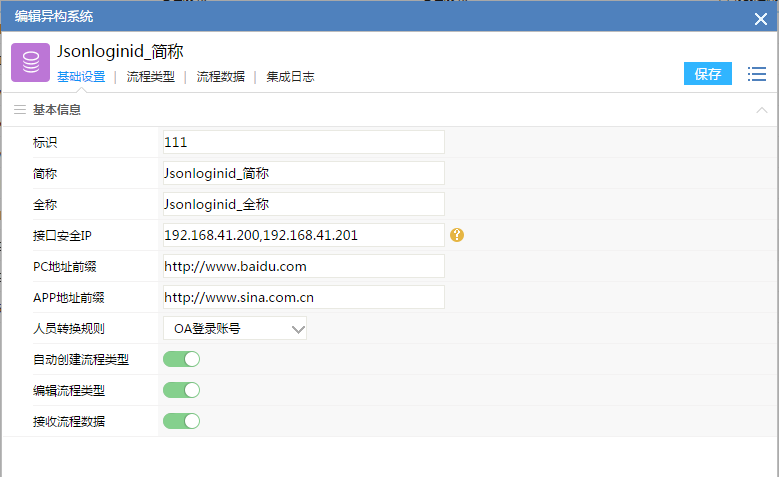 编辑异构系统
Jsonloginid_简称
基础设置 | 流程类型 | 流程数据 | 集成日志
保存
基本信息
标识 111
简称 Jsonloginid_简称
全称 Jsonloginid_全称
接口安全IP 192.168.41.200,192.168.41.201 ?
PC地址前缀 http://www.baidu.com
APP地址前缀 http://www.sina.com.cn
人员转换规则 OA登录账号
自动创建流程类型
编辑流程类型
接收流程数据